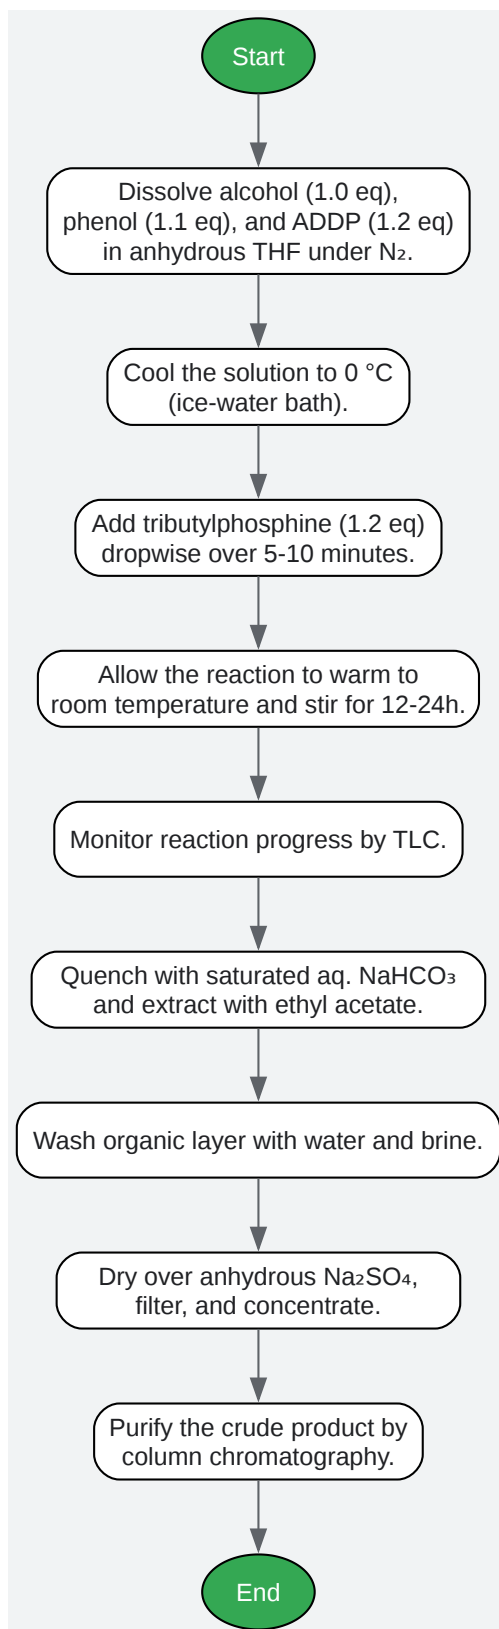 Start
Dissolve alcohol (1.0 eq),
phenol (1.1 eq), and ADDP (1.2 eq)
in anhydrous THF under N₂.
Cool the solution to 0 °C
(ice-water bath).
Add tributylphosphine (1.2 eq)
dropwise over 5-10 minutes.
Allow the reaction to warm to
room temperature and stir for 12-24h.
Monitor reaction progress by TLC.
Quench with saturated aq. NaHCO₃
and extract with ethyl acetate.
Wash organic layer with water and brine.
Dry over anhydrous Na₂SO₄,
filter, and concentrate.
Purify the crude product by
column chromatography.
End